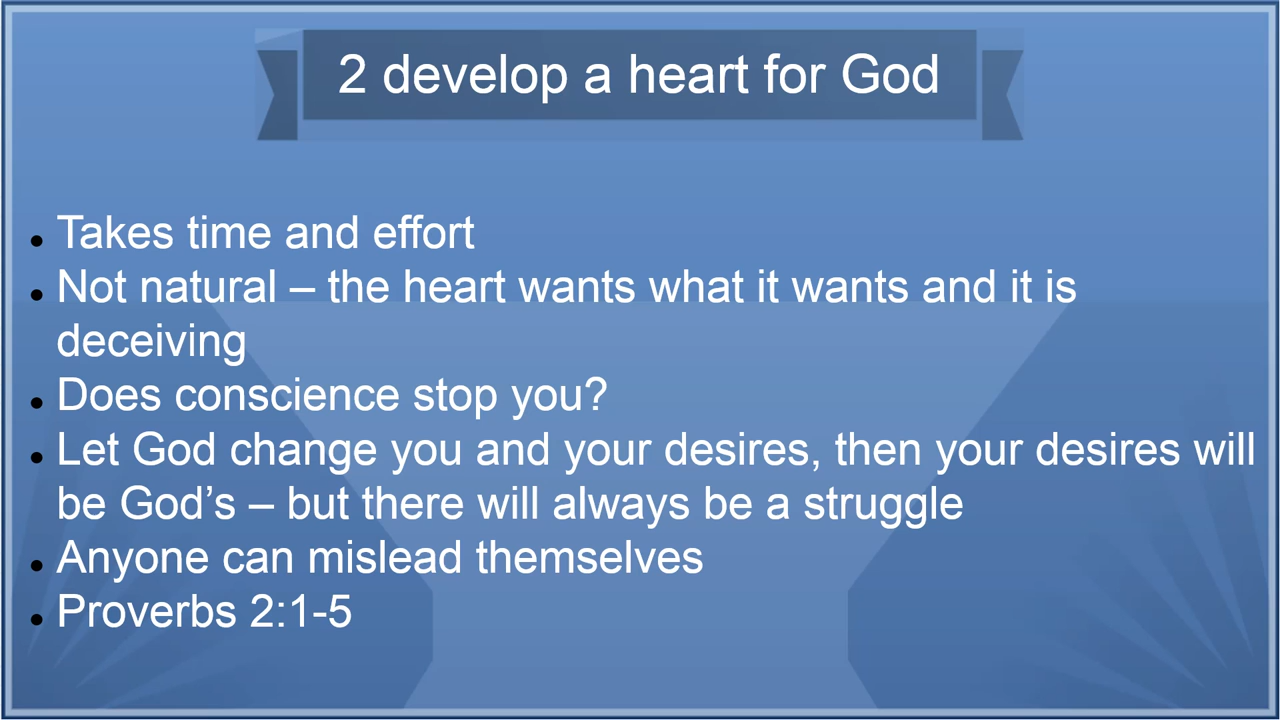 2 develop a heart for God
● Takes time and effort
● Not natural – the heart wants what it wants and it is
deceiving
● Does conscience stop you?
● Let God change you and your desires, then your desires will
be God’s – but there will always be a struggle
● Anyone can mislead themselves
● Proverbs 2:1-5